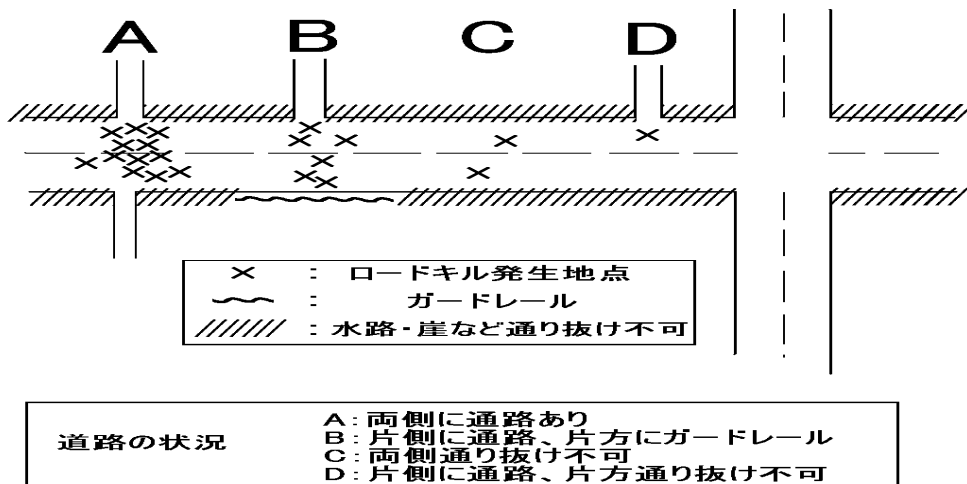 A B C D
× : ロードキル発生地点
: ガードレール
: 水路・崖など通り抜け不可
道路の状況
A:両側に通路あり
B:片側に通路、片方にガードレール
C:両側通り抜け不可
D:片側に通路、片方通り抜け不可